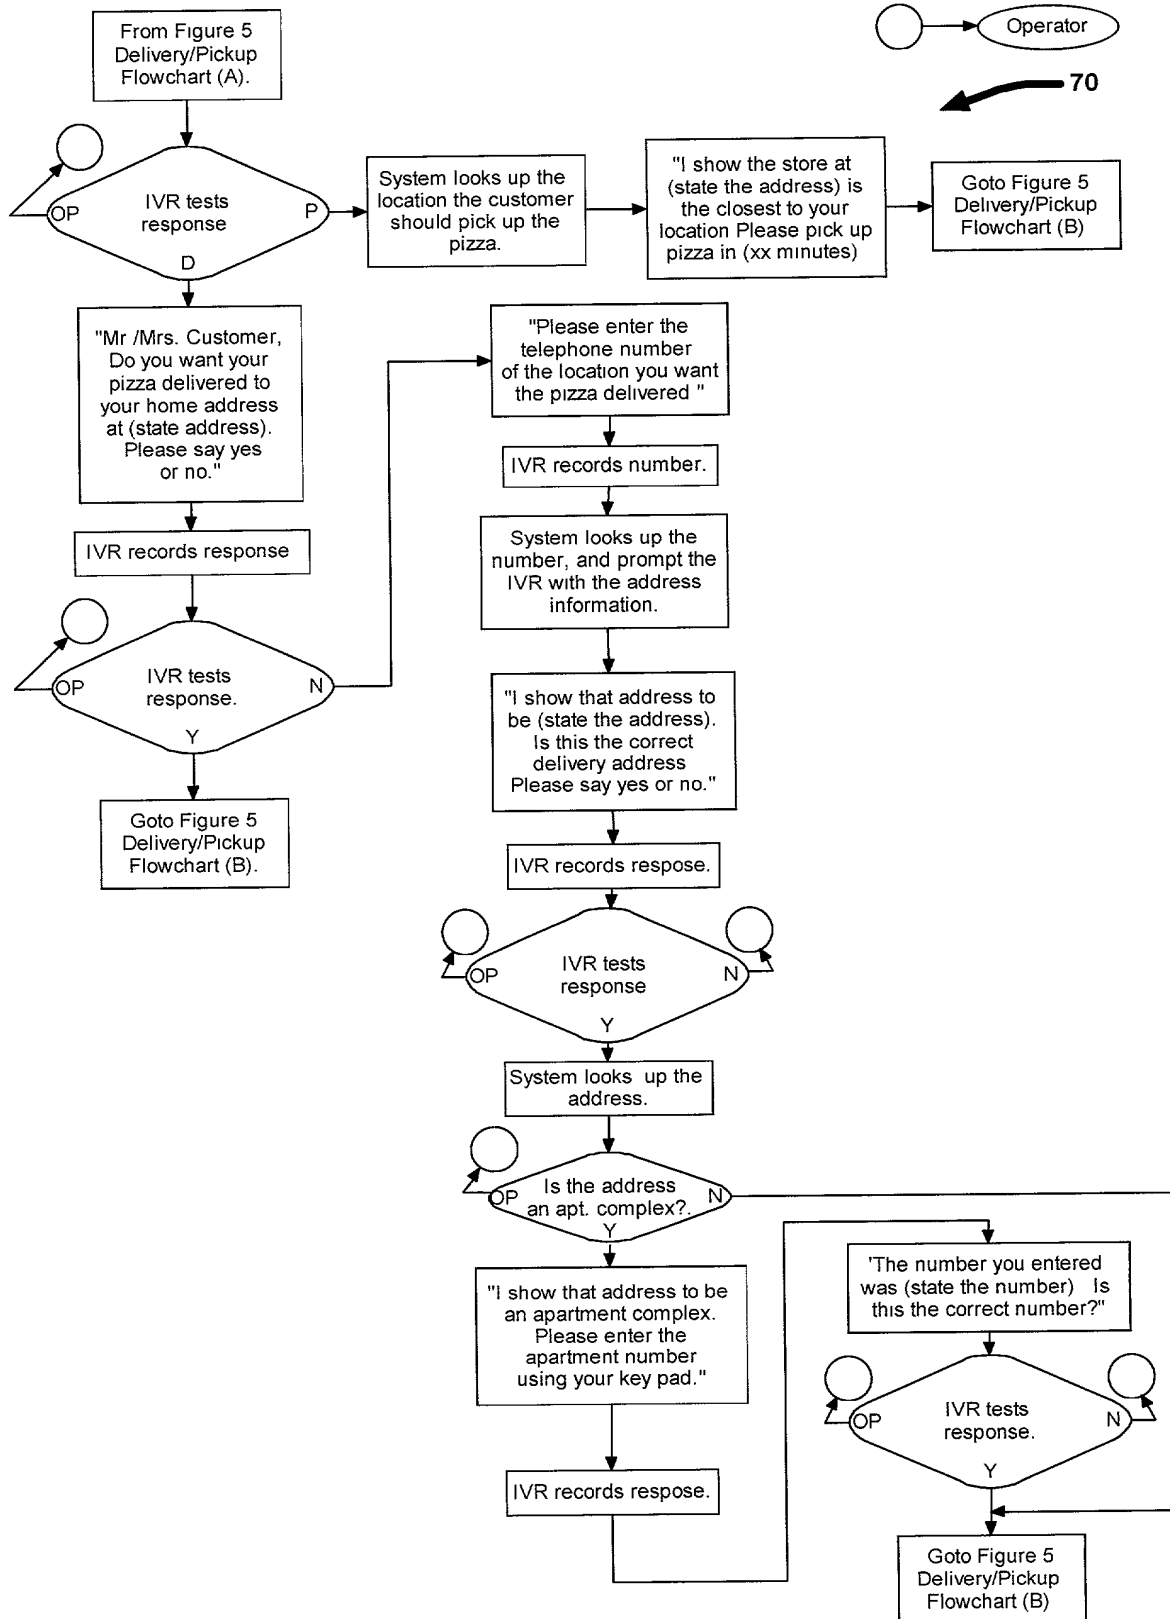 From Figure 5
Delivery/Pickup
Flowchart (A).
Operator
70
IVR tests
response
OP
P
D
System looks up the
location the customer
should pick up the
pizza.
"I show the store at
(state the address) is
the closest to your
location Please pick up
pizza in (xx minutes)
Goto Figure 5
Delivery/Pickup
Flowchart (B)
"Mr /Mrs. Customer,
Do you want your
pizza delivered to
your home address
at (state address).
Please say yes
or no."
IVR records response
IVR tests
response.
OP
N
Y
Goto Figure 5
Delivery/Pickup
Flowchart (B).
"Please enter the
telephone number
of the location you want
the pizza delivered "
IVR records number.
System looks up the
number, and prompt the
IVR with the address
information.
"I show that address to
be (state the address).
Is this the correct
delivery address
Please say yes or no."
IVR records respose.
IVR tests
response
OP
N
Y
System looks up the
address.
Is the address
an apt. complex?.
OP
N
Y
"I show that address to be
an apartment complex.
Please enter the
apartment number
using your key pad."
IVR records respose.
'The number you entered
was (state the number) Is
this the correct number?"
IVR tests
response.
OP
N
Y
Goto Figure 5
Delivery/Pickup
Flowchart (B)